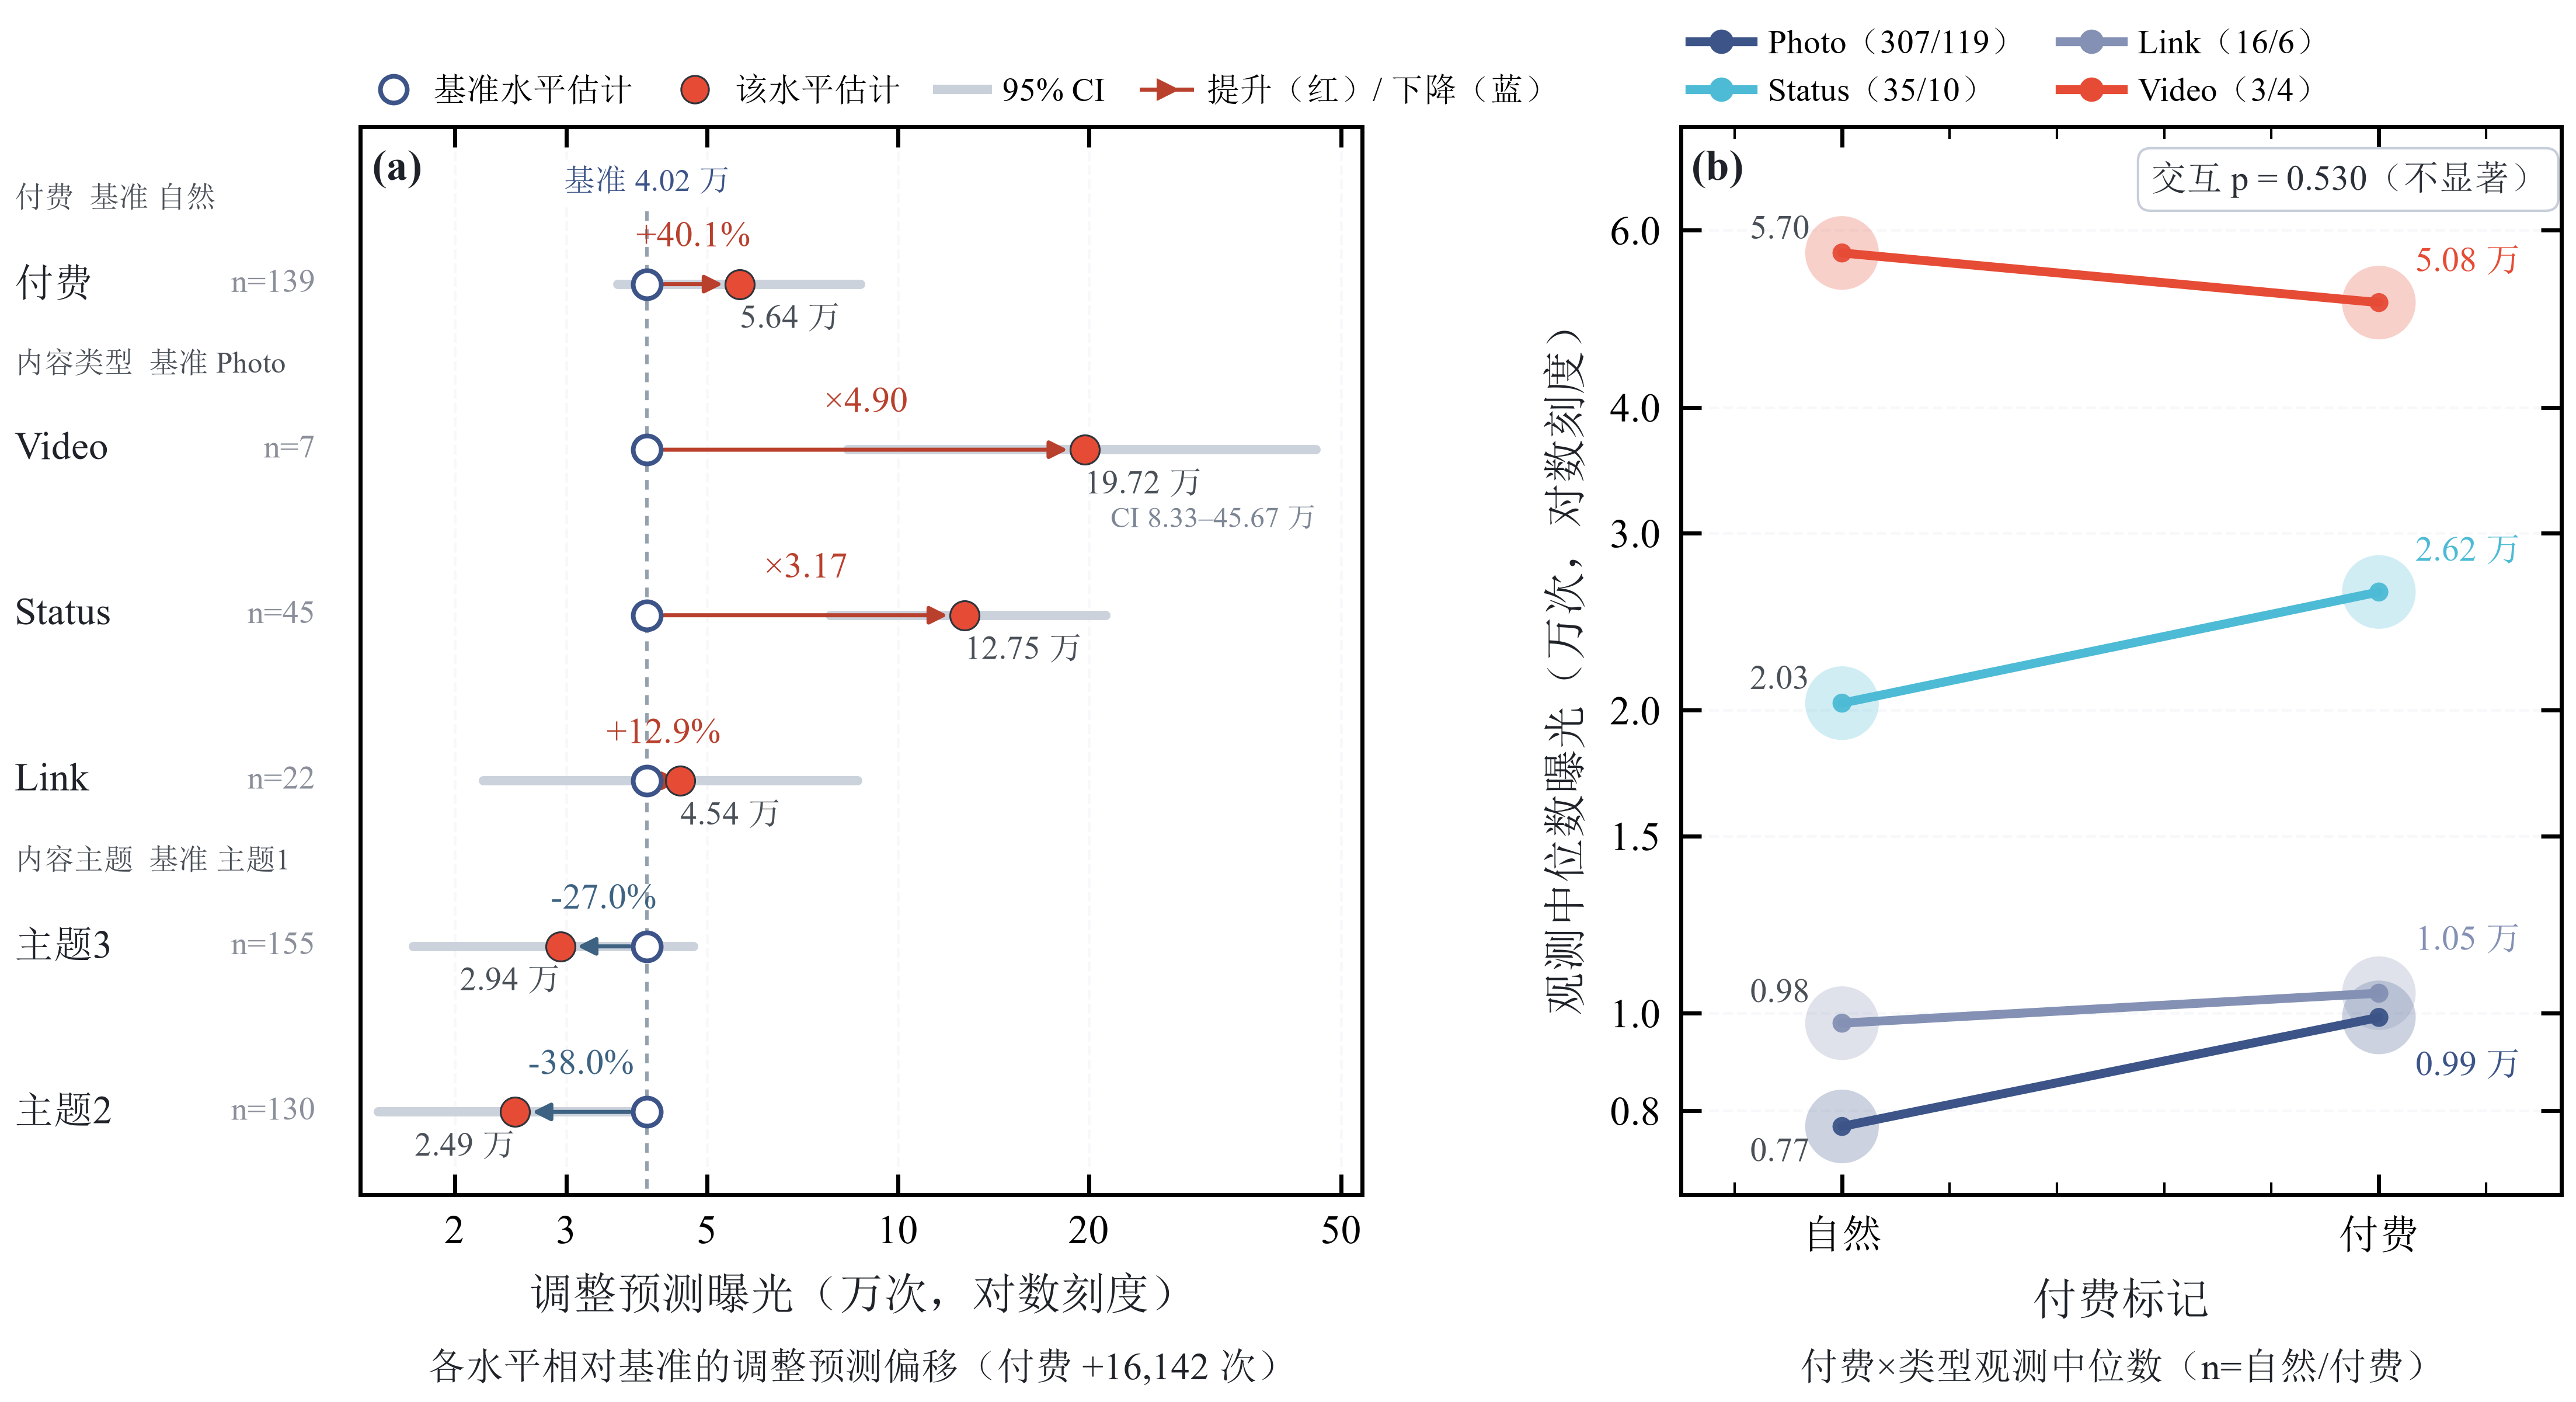 基准水平估计 该水平估计 95% CI 提升（红）/ 下降（蓝）
(a)
基准 4.02 万
付费 基准 自然
付费 n=139
+40.1%
5.64 万
内容类型 基准 Photo
Video n=7
×4.90
19.72 万
CI 8.33–45.67 万
Status n=45
×3.17
12.75 万
Link n=22
+12.9%
4.54 万
内容主题 基准 主题1
主题3 n=155
-27.0%
2.94 万
主题2 n=130
-38.0%
2.49 万
2 3 5 10 20 50
调整预测曝光（万次，对数刻度）
各水平相对基准的调整预测偏移（付费 +16,142 次）
Photo（307/119） Link（16/6）
Status（35/10） Video（3/4）
(b)
交互 p = 0.530（不显著）
观测中位数曝光（万次，对数刻度）
6.0
4.0
3.0
2.0
1.5
1.0
0.8
5.70
5.08 万
2.62 万
2.03
1.05 万
0.98
0.99 万
0.77
自然 付费
付费标记
付费×类型观测中位数（n=自然/付费）